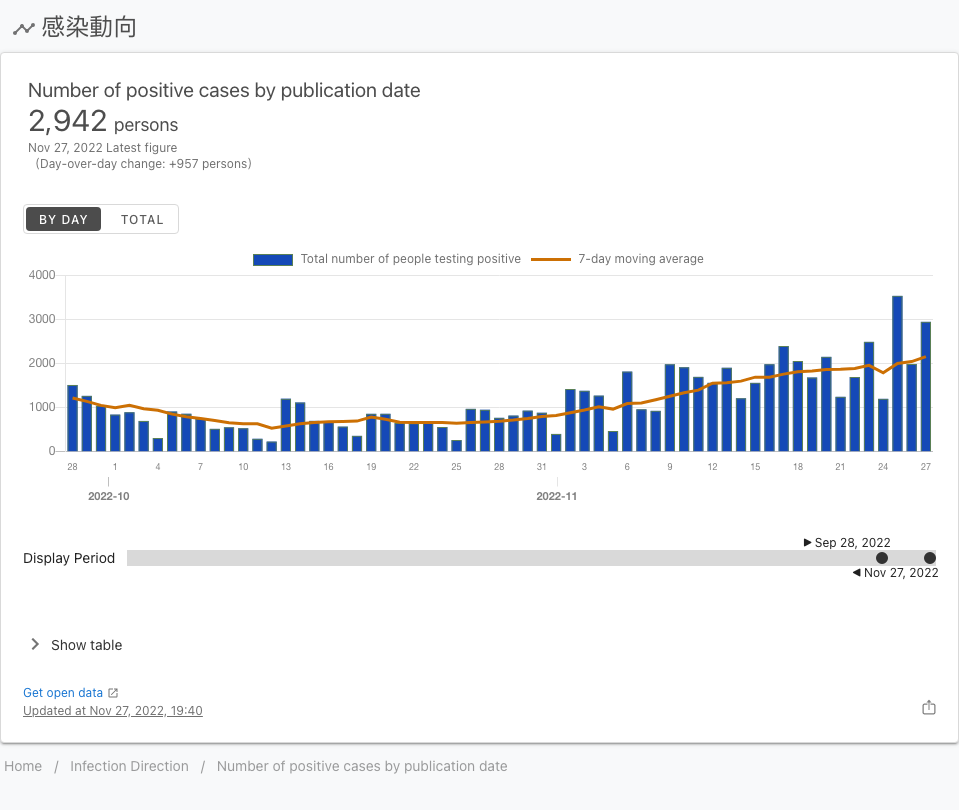 感染動向
Number of positive cases by publication date
2,942 persons
Nov 27, 2022 Latest figure
(Day-over-day change: +957 persons)
BY DAY TOTAL
Total number of people testing positive 7-day moving average
4000
3000
2000
1000
0
28 1 4 7 10 13 16 19 22 25 28 31 3 6 9 12 15 18 21 24 27
2022-10 2022-11
Sep 28, 2022
Display Period
Nov 27, 2022
Show table
Get open data
Updated at Nov 27, 2022, 19:40
Home / Infection Direction / Number of positive cases by publication date